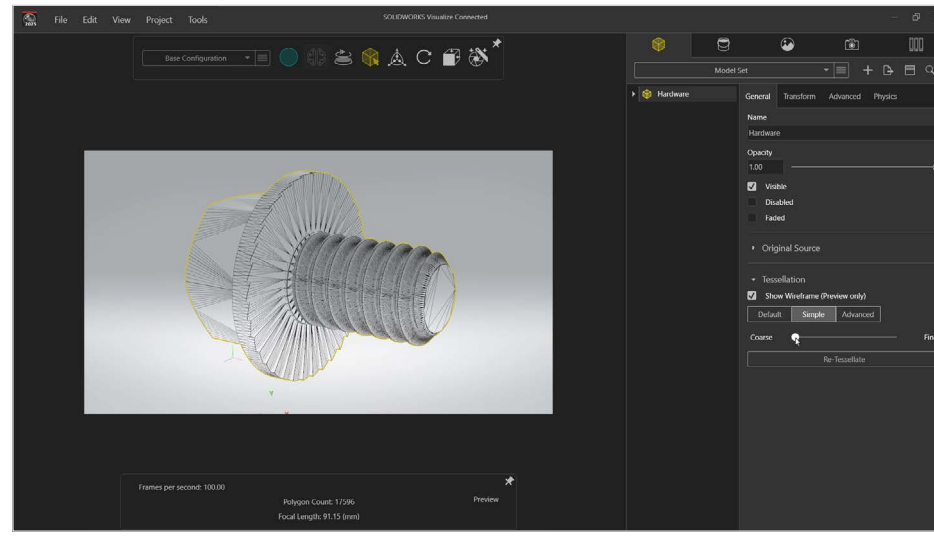 2025 File Edit View Project Tools SOLIDWORKS Visualize Connected
Base Configuration
Model Set
Hardware
General Transform Advanced Physics
Name
Hardware
Opacity
1.00
Visible
Disabled
Faded
Original Source
Tessellation
Show Wireframe (Preview only)
Default Simple Advanced
Coarse Fin
Re-Tessellate
Y
Frames per second: 100.00
Polygon Count: 17596
Preview
Focal Length: 91.15 (mm)